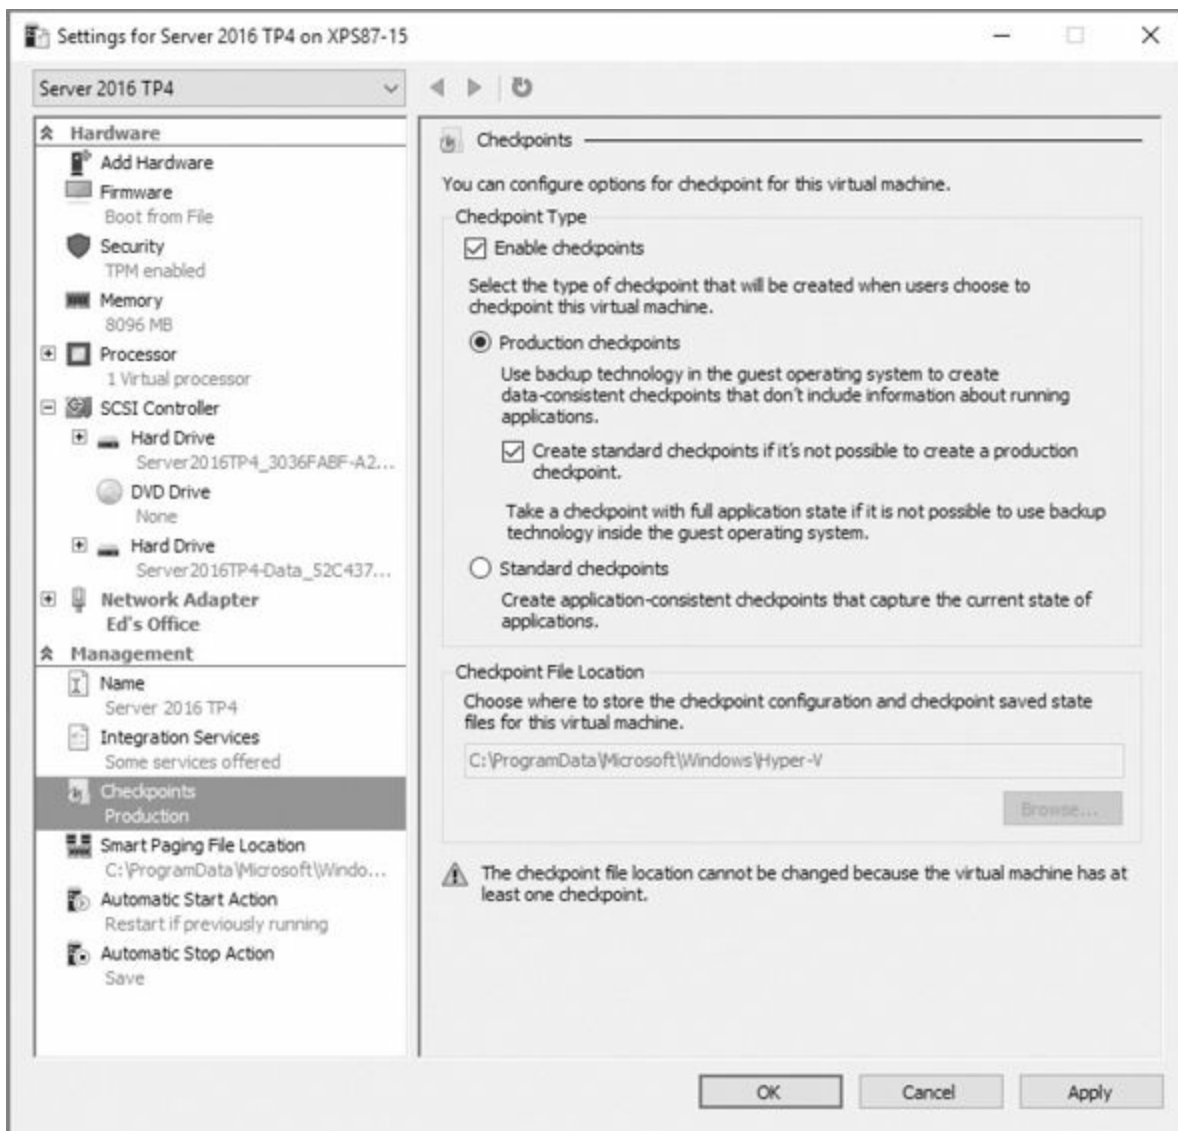 Settings for Server 2016 TP4 on XPS87-15
Server 2016 TP4
Hardware
Add Hardware
Firmware
Boot from File
Security
TPM enabled
Memory
8096 MB
Processor
1 Virtual processor
SCSI Controller
Hard Drive
Server2016TP4_3036FABF-A2...
DVD Drive
None
Hard Drive
Server2016TP4-Data_52C437...
Network Adapter
Ed's Office
Management
Name
Server 2016 TP4
Integration Services
Some services offered
Checkpoints
Production
Smart Paging File Location
C:\ProgramData\Microsoft\Windo...
Automatic Start Action
Restart if previously running
Automatic Stop Action
Save
Checkpoints
You can configure options for checkpoint for this virtual machine.
Checkpoint Type
Enable checkpoints
Select the type of checkpoint that will be created when users choose to
checkpoint this virtual machine.
Production checkpoints
Use backup technology in the guest operating system to create
data-consistent checkpoints that don't include information about running
applications.
Create standard checkpoints if it's not possible to create a production
checkpoint.
Take a checkpoint with full application state if it is not possible to use backup
technology inside the guest operating system.
Standard checkpoints
Create application-consistent checkpoints that capture the current state of
applications.
Checkpoint File Location
Choose where to store the checkpoint configuration and checkpoint saved state
files for this virtual machine.
C:\ProgramData\Microsoft\Windows\Hyper-V
Browse...
The checkpoint file location cannot be changed because the virtual machine has at
least one checkpoint.
OK
Cancel
Apply